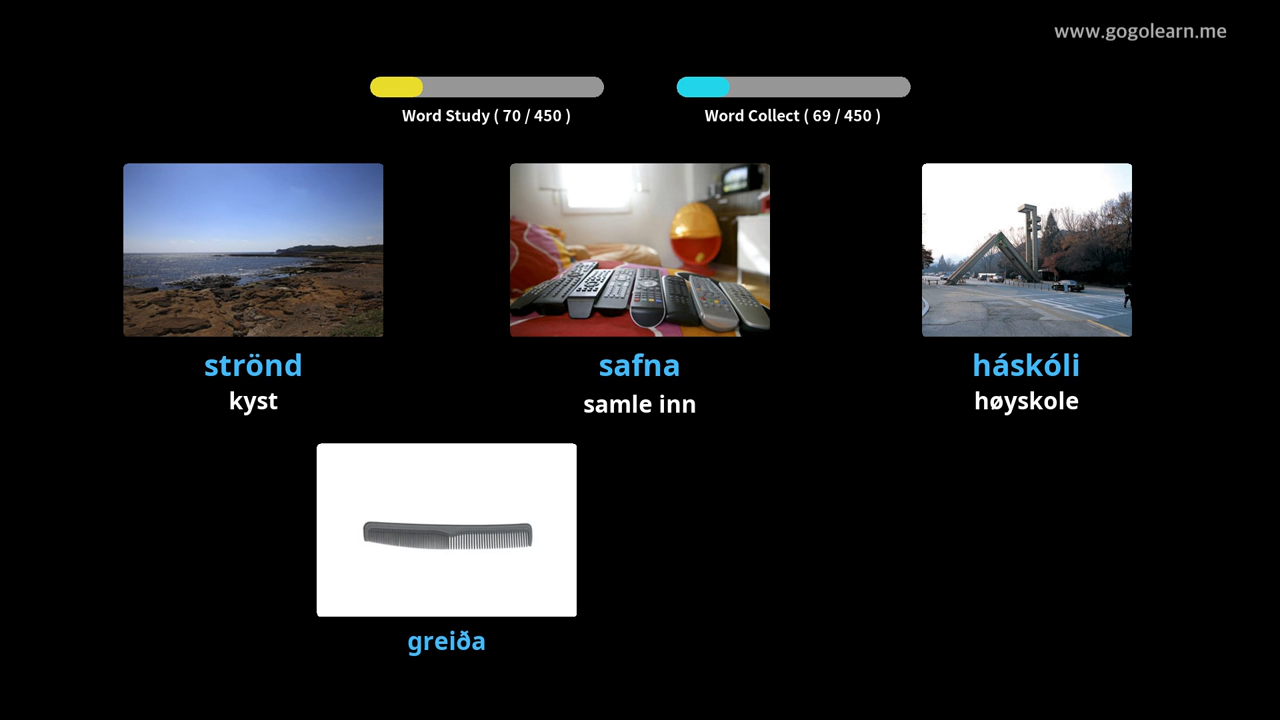 www.gogolearn.me
Word Study ( 70 / 450 )
Word Collect ( 69 / 450 )
strönd
safna
háskóli
kyst
samle inn
høyskole
greiða